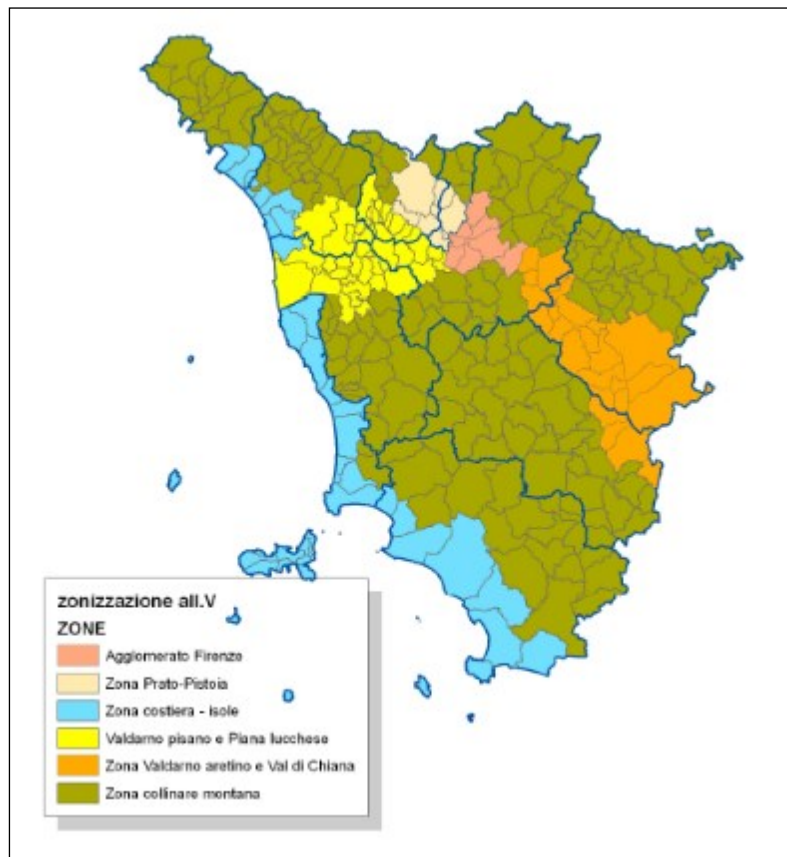 zonizzazione all.V
ZONE
Agglomerato Firenze
Zona Prato-Pistoia
Zona costiera - isole
Valdarno pisano e Piana lucchese
Zona Valdarno aretino e Val di Chiana
Zona collinare montana